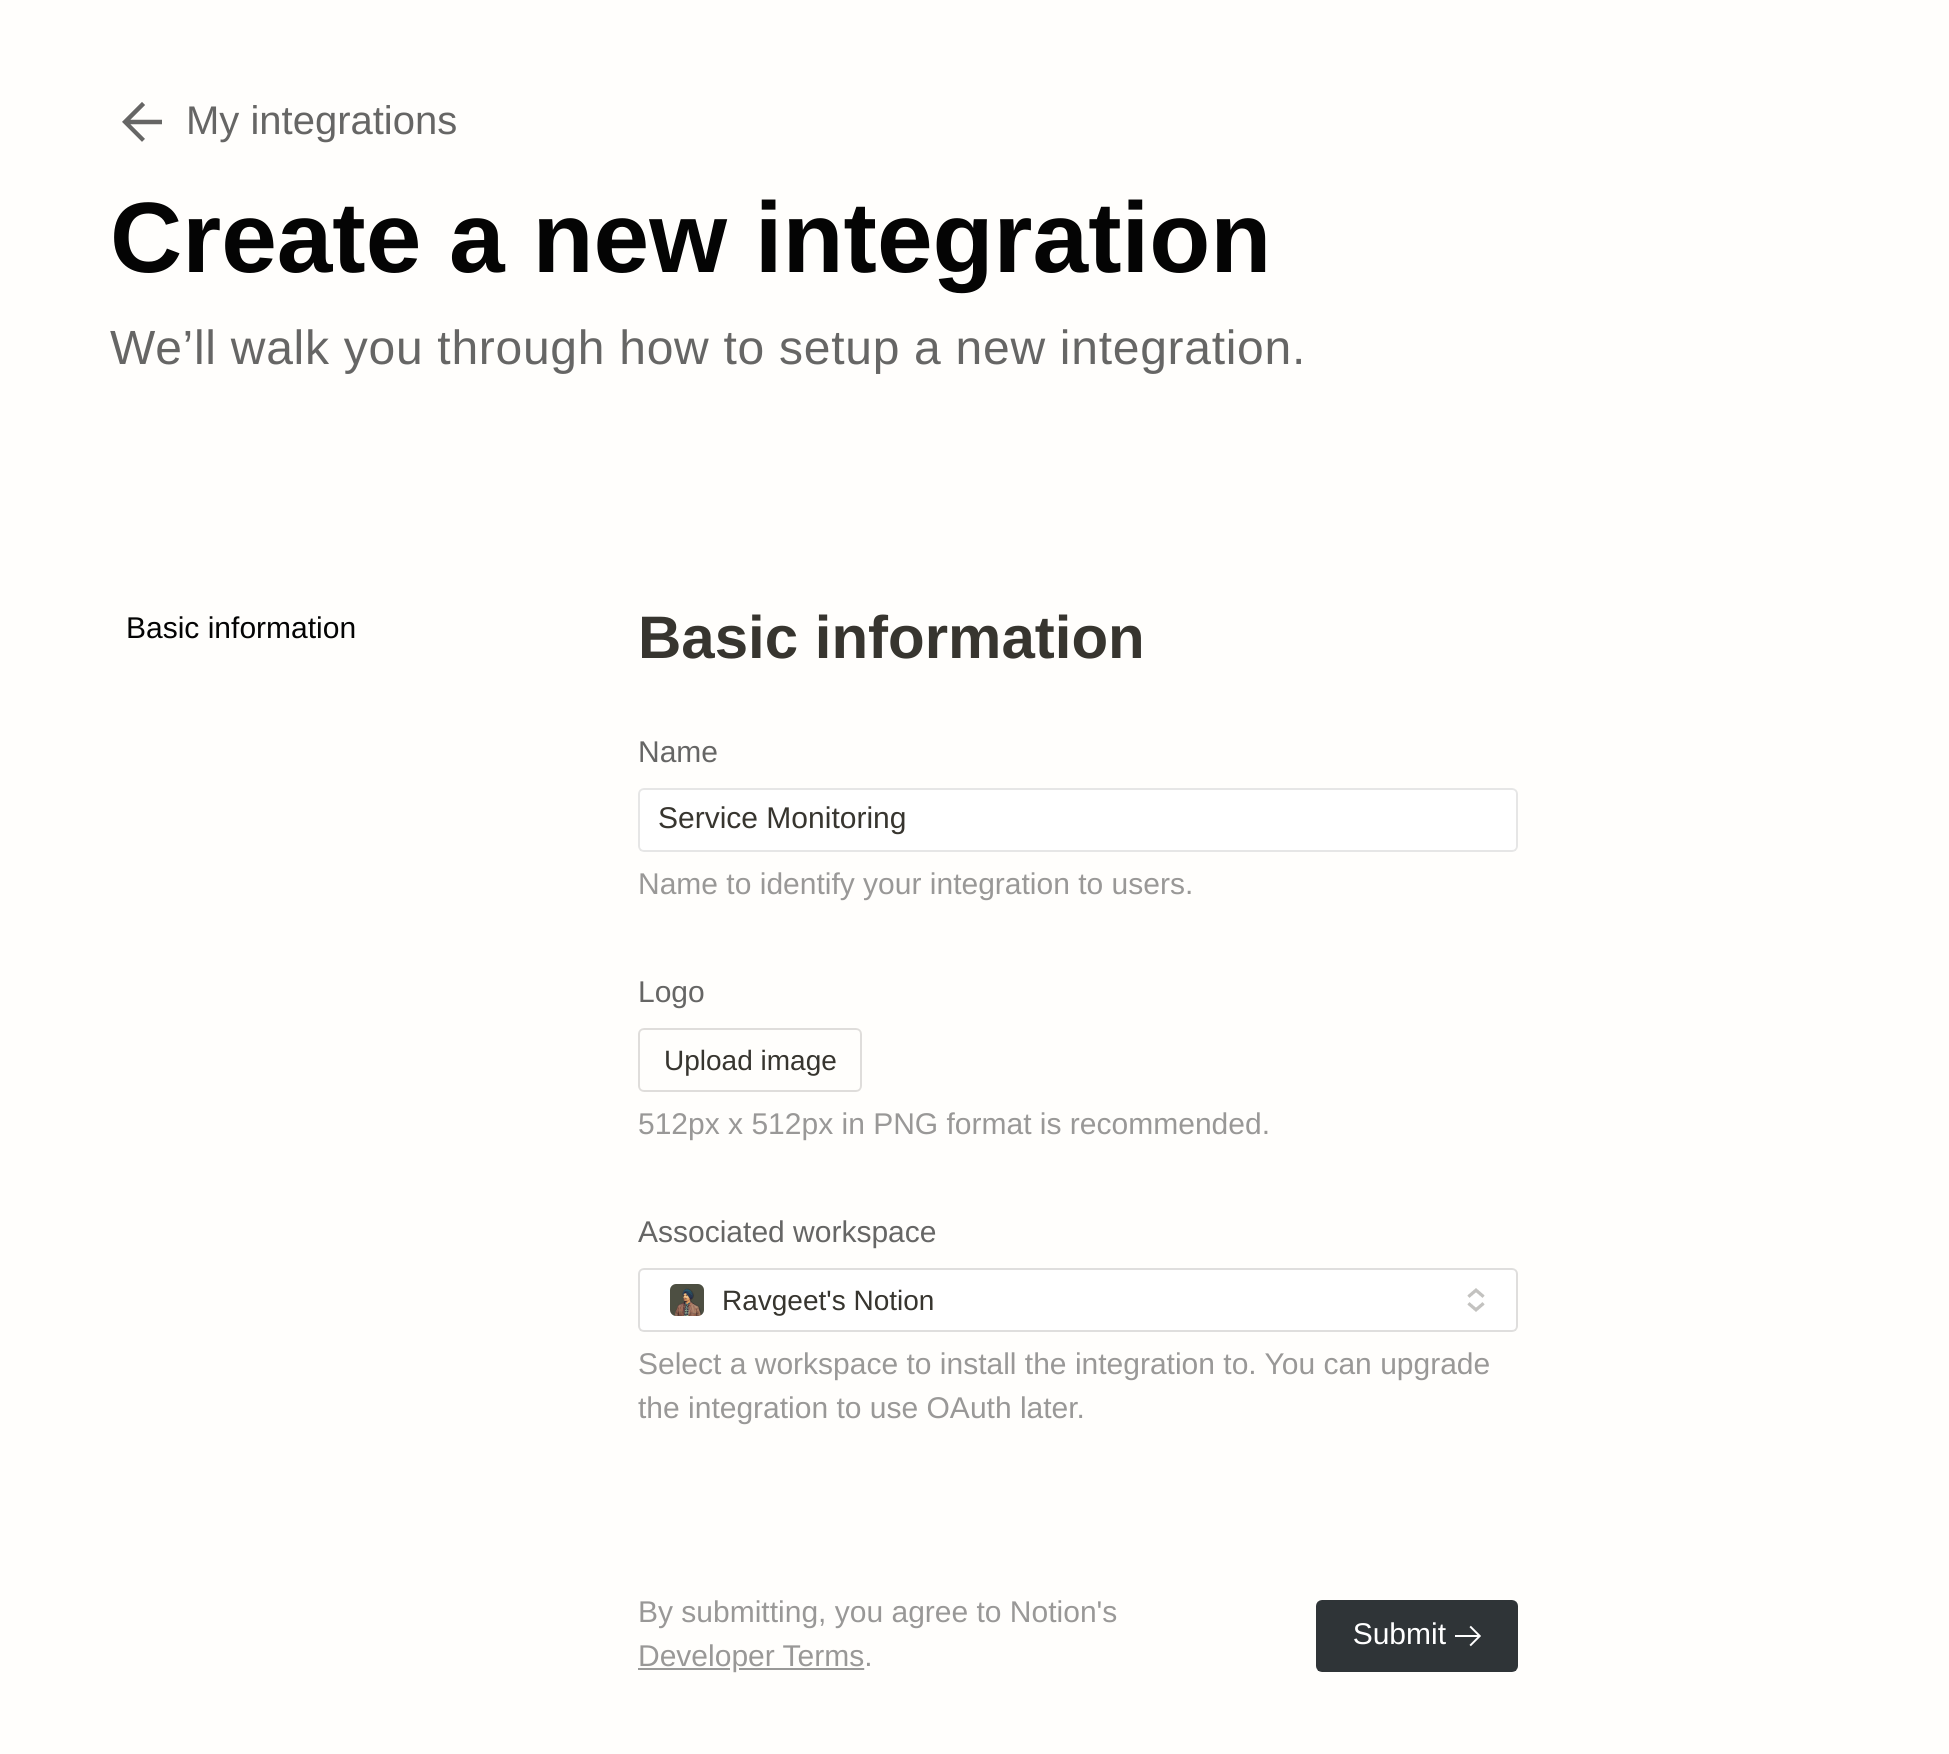 My integrations
Create a new integration
We’ll walk you through how to setup a new integration.
Basic information
Basic information
Name
Service Monitoring
Name to identify your integration to users.
Logo
Upload image
512px x 512px in PNG format is recommended.
Associated workspace
Ravgeet's Notion
Select a workspace to install the integration to. You can upgrade
the integration to use OAuth later.
By submitting, you agree to Notion's
Developer Terms.
Submit →